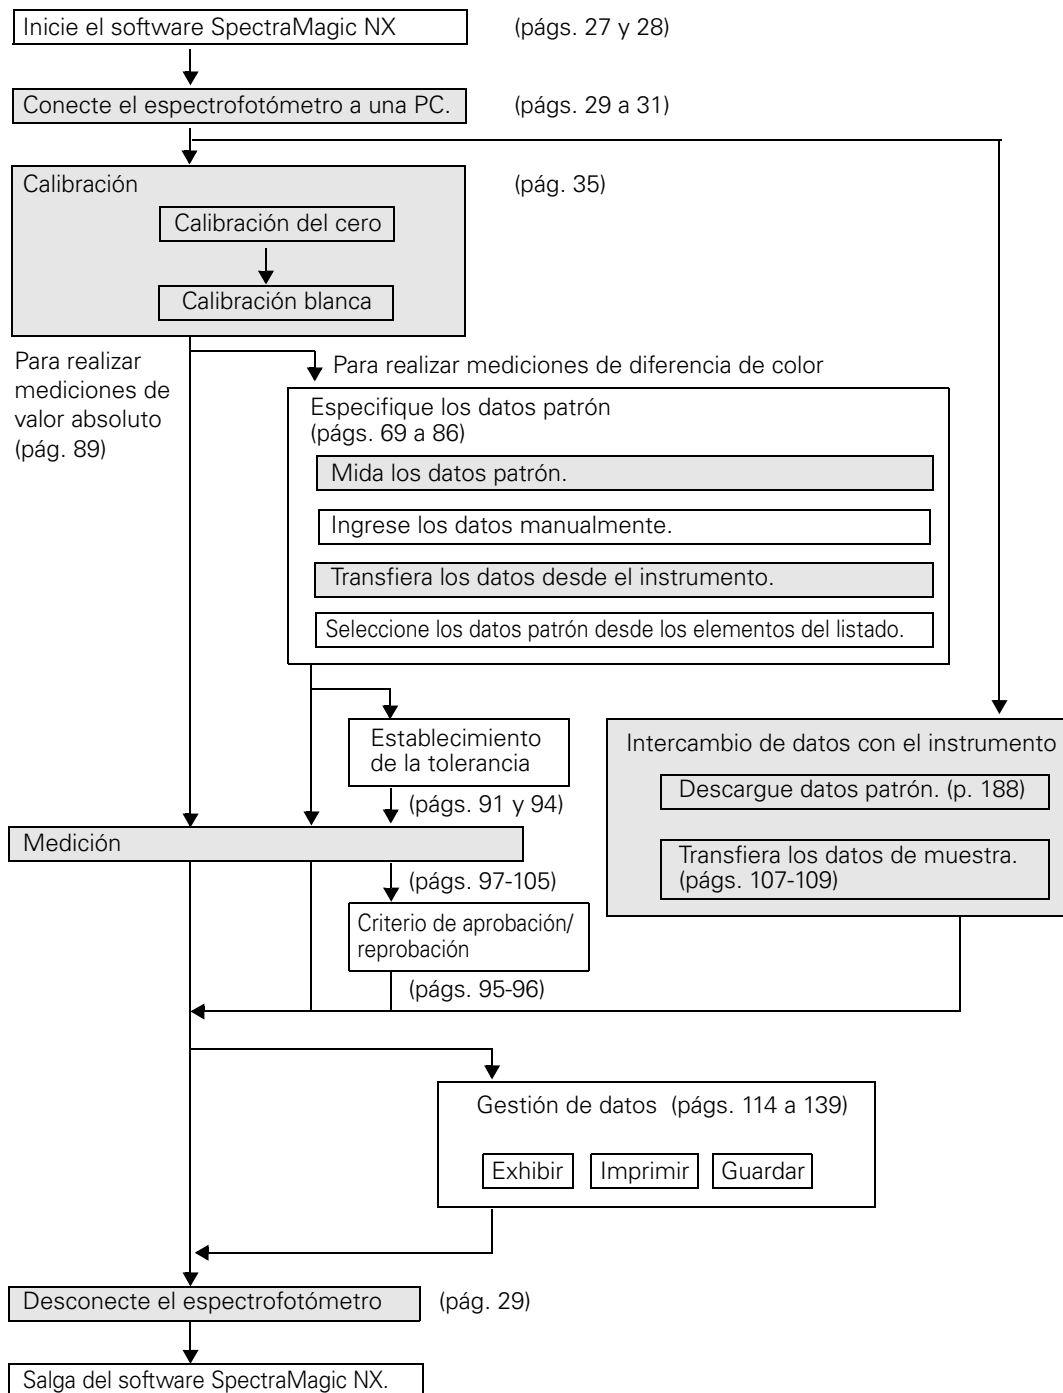 Inicie el software SpectraMagic NX
(págs. 27 y 28)
Conecte el espectrofotómetro a una PC.
(págs. 29 a 31)
Calibración
(pág. 35)
Calibración del cero
Calibración blanca
Para realizar
mediciones de
valor absoluto
(pág. 89)
Para realizar mediciones de diferencia de color
Especifique los datos patrón
(págs. 69 a 86)
Mida los datos patrón.
Ingrese los datos manualmente.
Transfiera los datos desde el instrumento.
Seleccione los datos patrón desde los elementos del listado.
Establecimiento
de la tolerancia
(págs. 91 y 94)
Intercambio de datos con el instrumento
Descargue datos patrón. (p. 188)
Transfiera los datos de muestra.
(págs. 107-109)
Medición
(págs. 97-105)
Criterio de aprobación/
reprobación
(págs. 95-96)
Gestión de datos (págs. 114 a 139)
Exhibir
Imprimir
Guardar
Desconecte el espectrofotómetro
(pág. 29)
Salga del software SpectraMagic NX.